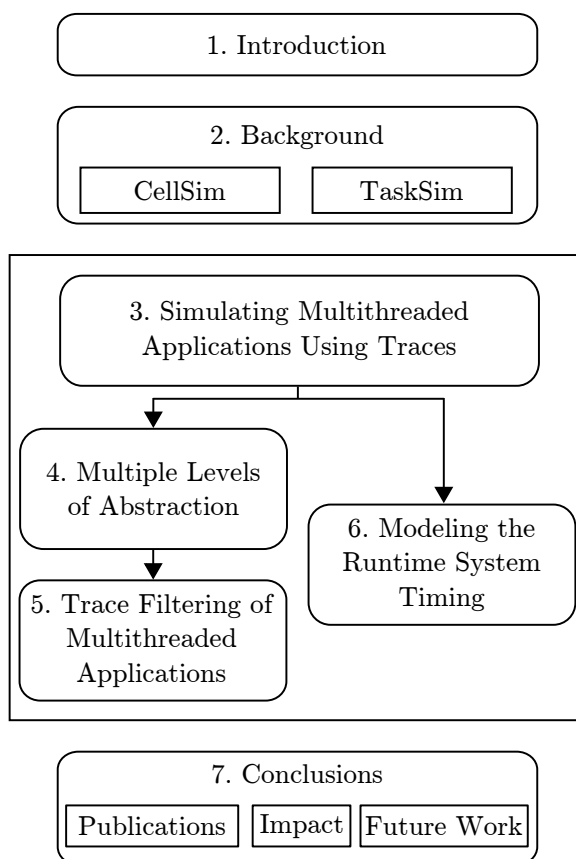 1. Introduction
2. Background
CellSim
TaskSim
3. Simulating Multithreaded
Applications Using Traces
4. Multiple Levels
of Abstraction
5. Trace Filtering of
Multithreaded
Applications
6. Modeling the
Runtime System
Timing
7. Conclusions
Publications
Impact
Future Work